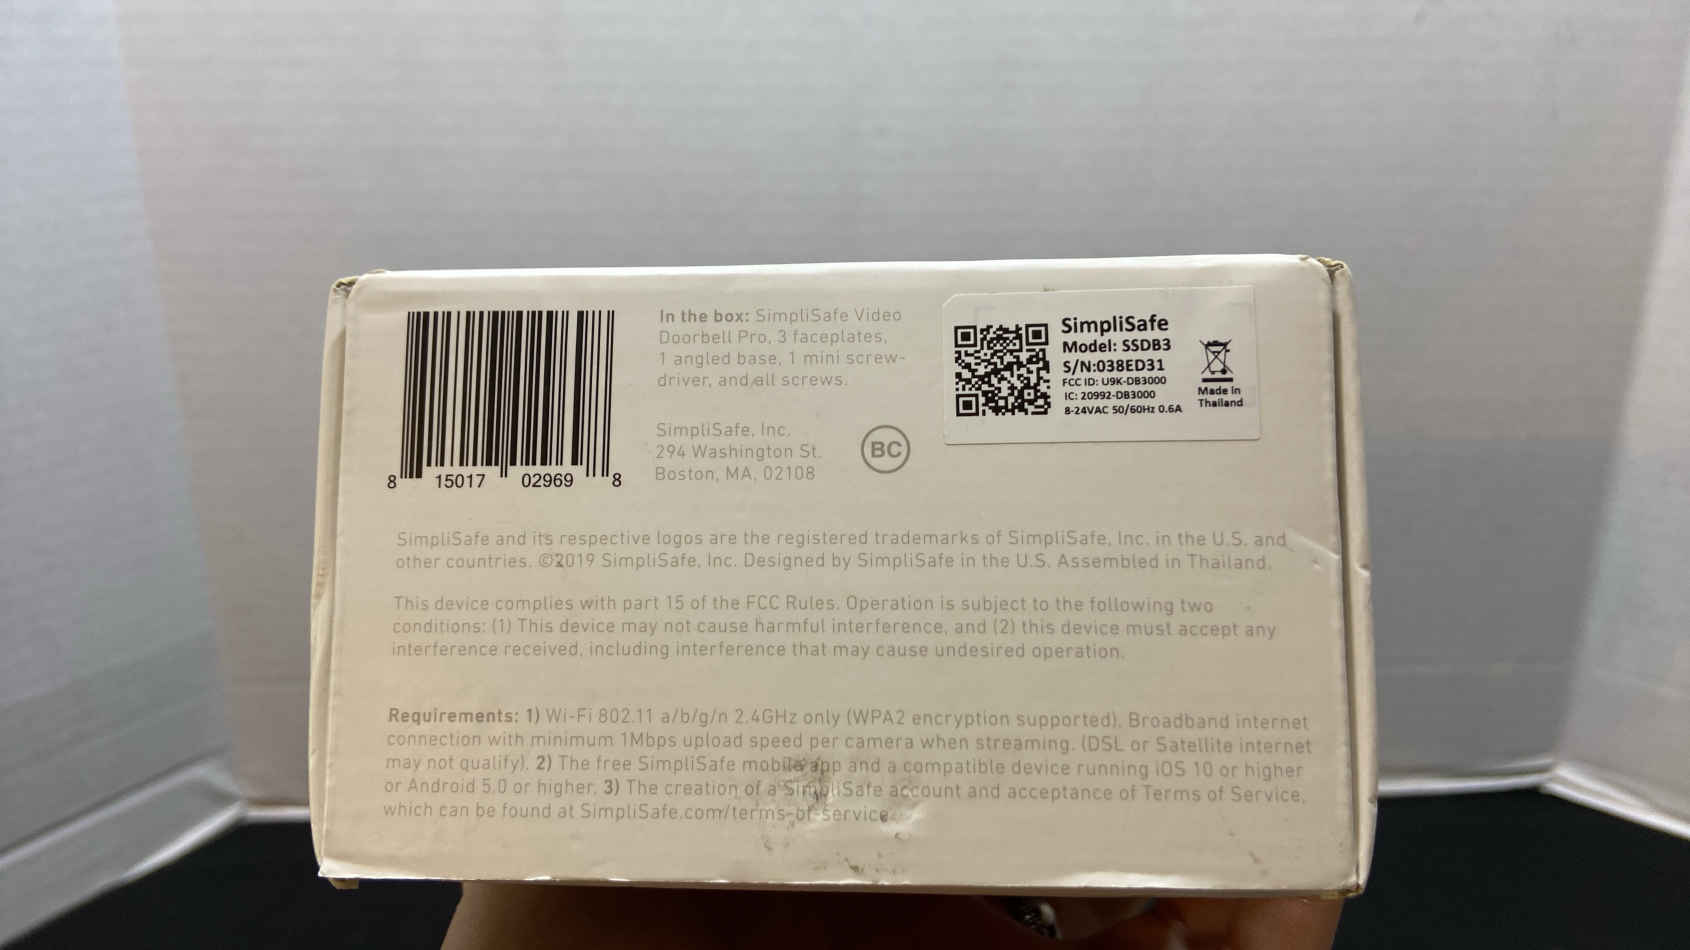 8 15017 02969 8
In the box: SimpliSafe Video
Doorbell Pro, 3 faceplates,
1 angled base, 1 mini screw-
driver, and all screws.
SimpliSafe, Inc.
294 Washington St.
Boston, MA, 02108
BC
SimpliSafe
Model: SSDB3
S/N:038ED31
FCC ID: U9K-DB3000
IC: 20992-DB3000
8-24VAC 50/60Hz 0.6A
Made in
Thailand
SimpliSafe and its respective logos are the registered trademarks of SimpliSafe, Inc. in the U.S. and
other countries. ©2019 SimpliSafe, Inc. Designed by SimpliSafe in the U.S. Assembled in Thailand.
This device complies with part 15 of the FCC Rules. Operation is subject to the following two
conditions: (1) This device may not cause harmful interference, and (2) this device must accept any
interference received, including interference that may cause undesired operation.
Requirements: 1) Wi-Fi 802.11 a/b/g/n 2.4GHz only (WPA2 encryption supported). Broadband internet
connection with minimum 1Mbps upload speed per camera when streaming. (DSL or Satellite internet
may not qualify). 2) The free SimpliSafe mobile app and a compatible device running iOS 10 or higher
or Android 5.0 or higher. 3) The creation of a SimpliSafe account and acceptance of Terms of Service,
which can be found at SimpliSafe.com/terms-of-service.